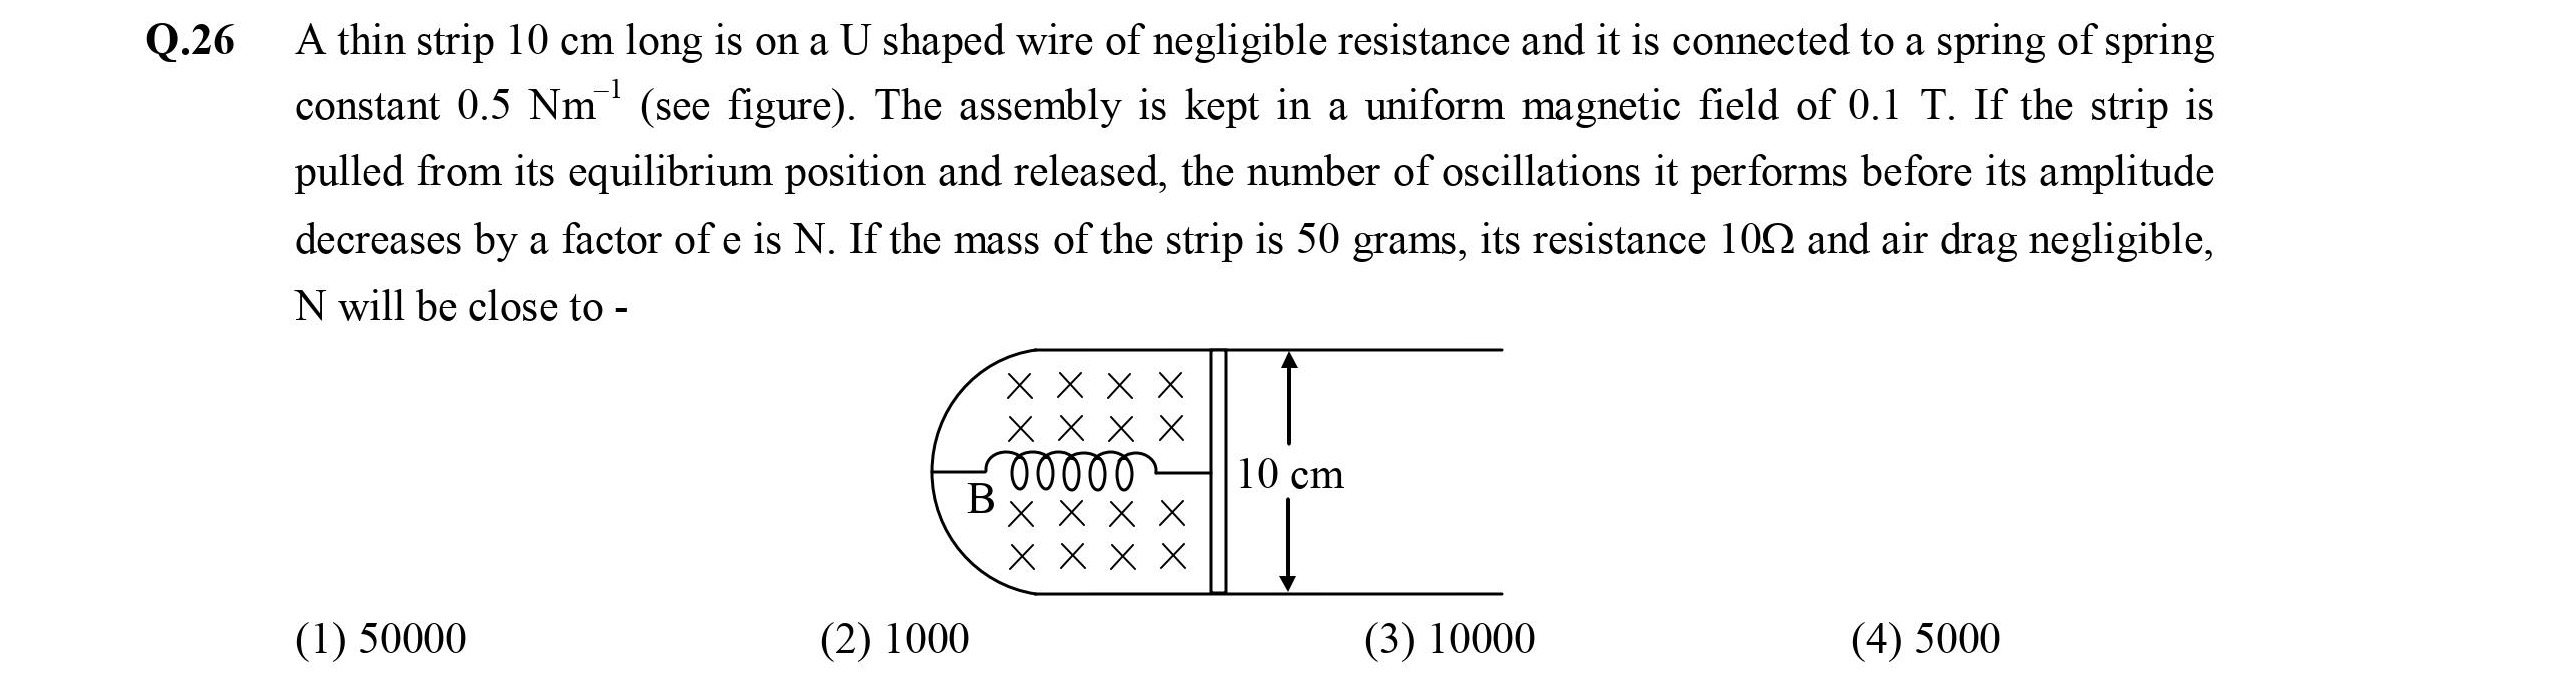 Q.26 A thin strip 10 cm long is on a U shaped wire of negligible resistance and it is connected to a spring of spring
constant 0.5 Nm⁻¹ (see figure). The assembly is kept in a uniform magnetic field of 0.1 T. If the strip is
pulled from its equilibrium position and released, the number of oscillations it performs before its amplitude
decreases by a factor of e is N. If the mass of the strip is 50 grams, its resistance 10Ω and air drag negligible,
N will be close to -
10 cm
B
(1) 50000 (2) 1000 (3) 10000 (4) 5000